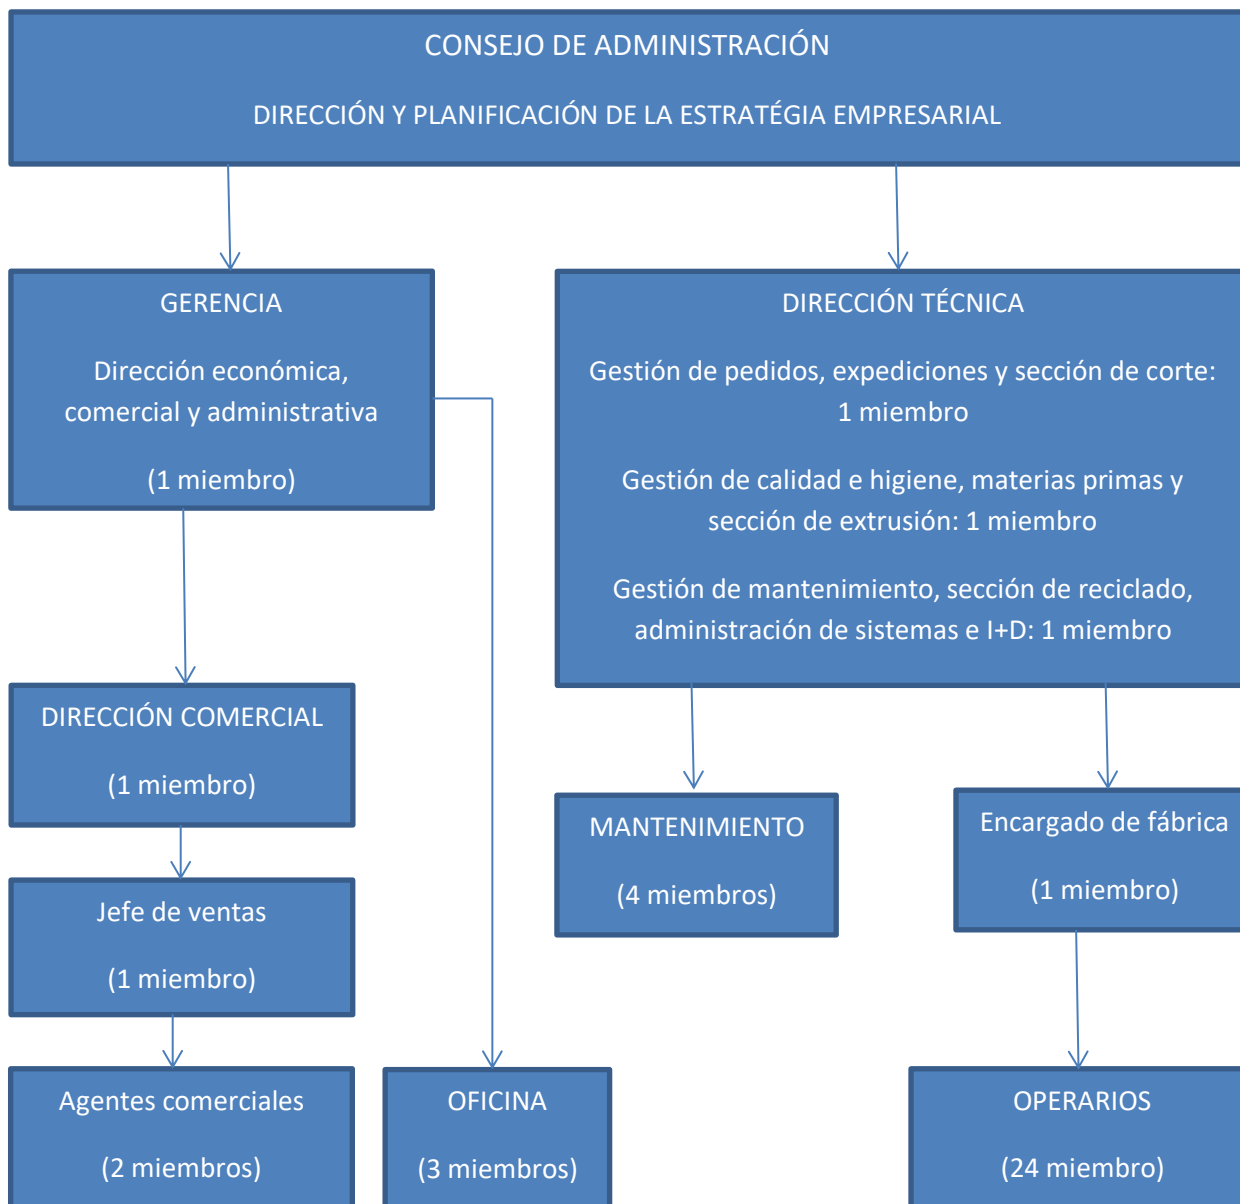 CONSEJO DE ADMINISTRACIÓN
DIRECCIÓN Y PLANIFICACIÓN DE LA ESTRATÉGIA EMPRESARIAL
GERENCIA
Dirección económica,
comercial y administrativa
(1 miembro)
DIRECCIÓN TÉCNICA
Gestión de pedidos, expediciones y sección de corte:
1 miembro
Gestión de calidad e higiene, materias primas y
sección de extrusión: 1 miembro
Gestión de mantenimiento, sección de reciclado,
administración de sistemas e I+D: 1 miembro
DIRECCIÓN COMERCIAL
(1 miembro)
MANTENIMIENTO
(4 miembros)
Encargado de fábrica
(1 miembro)
Jefe de ventas
(1 miembro)
Agentes comerciales
(2 miembros)
OFICINA
(3 miembros)
OPERARIOS
(24 miembro)